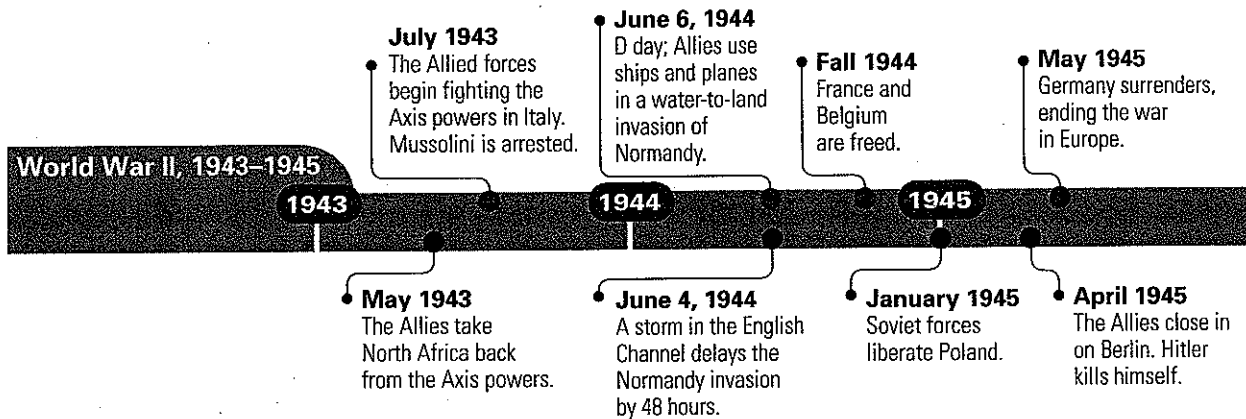 July 1943
The Allied forces
begin fighting the
Axis powers in Italy.
Mussolini is arrested.
June 6, 1944
D day; Allies use
ships and planes
in a water-to-land
invasion of
Normandy.
Fall 1944
France and
Belgium
are freed.
May 1945
Germany surrenders,
ending the war
in Europe.
World War II, 1943–1945
1943
1944
1945
May 1943
The Allies take
North Africa back
from the Axis powers.
June 4, 1944
A storm in the English
Channel delays the
Normandy invasion
by 48 hours.
January 1945
Soviet forces
liberate Poland.
April 1945
The Allies close in
on Berlin. Hitler
kills himself.